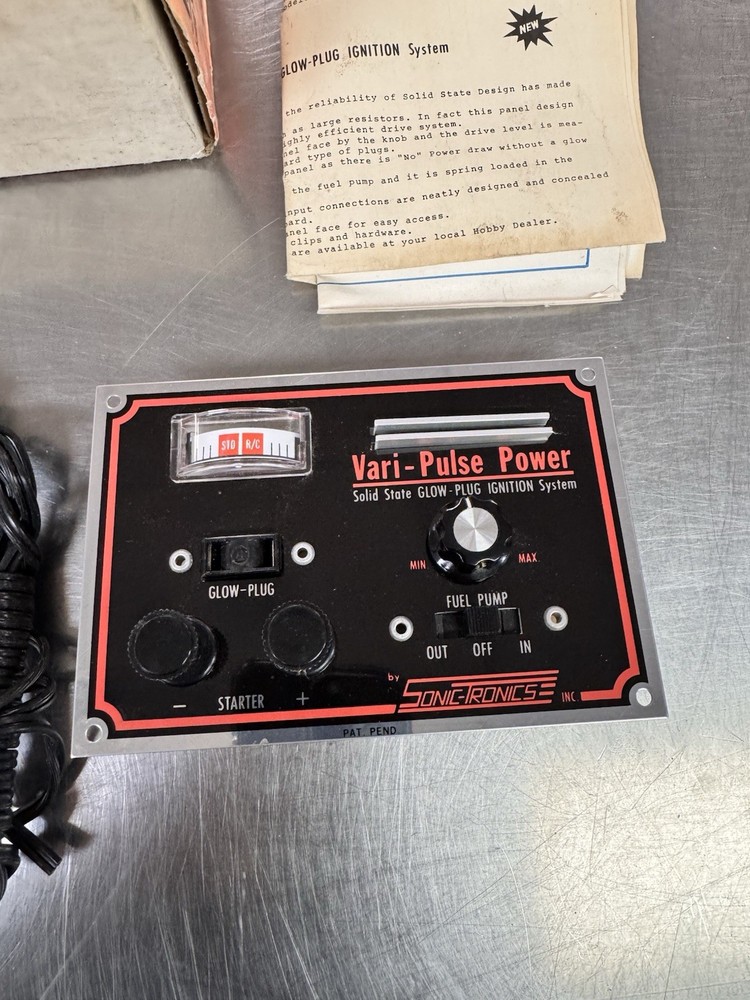 GLOW-PLUG IGNITION System
NEW
the reliability of Solid State Design has made
as large resistors. In fact this panel design
ighly efficient drive system.
nel face by the knob and the drive level is mea-
ard type of plugs.
panel as there is "No" Power draw without a glow
the fuel pump and it is spring loaded in the
nput connections are neatly designed and concealed
ard.
nel face for easy access.
clips and hardware.
are available at your local Hobby Dealer.
STD R/C
Vari-Pulse Power
Solid State GLOW-PLUG IGNITION System
MIN MAX.
GLOW-PLUG
FUEL PUMP
OUT OFF IN
- STARTER +
by SONIC-TRONICS INC.
PAT. PEND